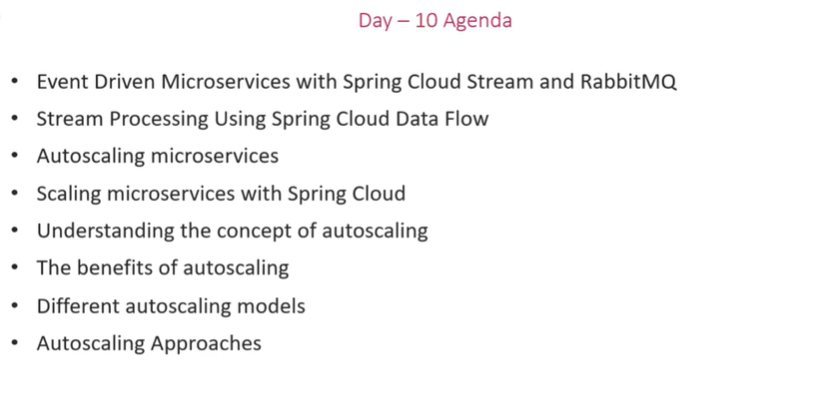 Day – 10 Agenda
• Event Driven Microservices with Spring Cloud Stream and RabbitMQ
• Stream Processing Using Spring Cloud Data Flow
• Autoscaling microservices
• Scaling microservices with Spring Cloud
• Understanding the concept of autoscaling
• The benefits of autoscaling
• Different autoscaling models
• Autoscaling Approaches